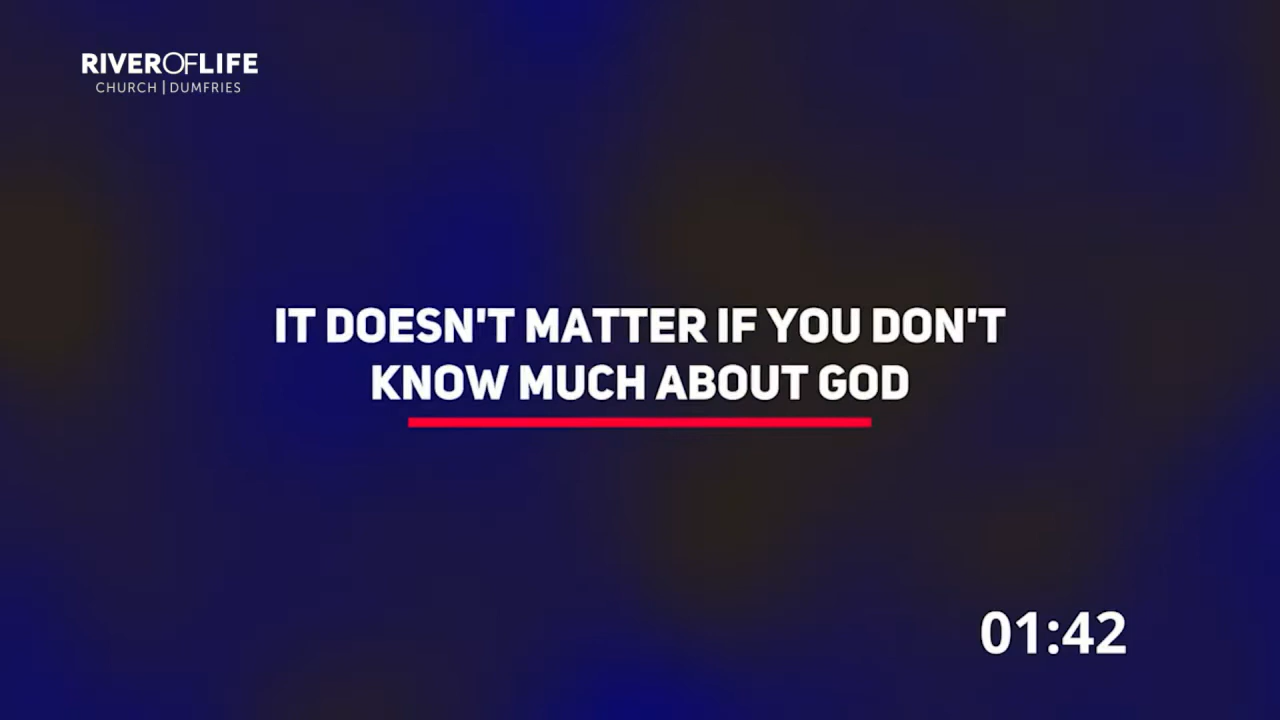 RIVEROFLIFE
CHURCH | DUMFRIES
IT DOESN'T MATTER IF YOU DON'T
KNOW MUCH ABOUT GOD
01:42